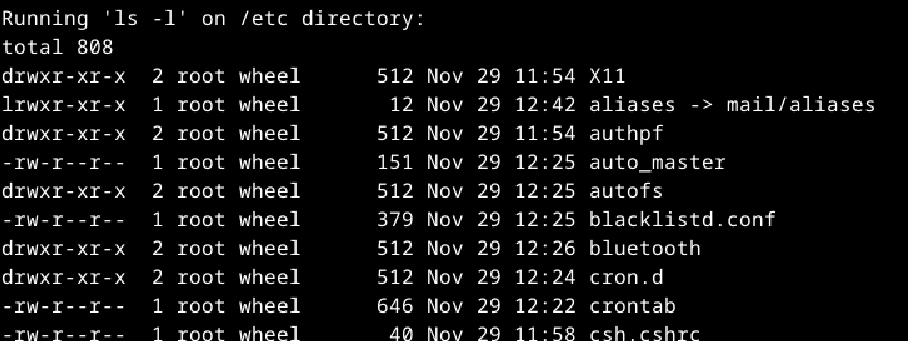 Running 'ls -l' on /etc directory:
total 808
drwxr-xr-x  2 root wheel      512 Nov 29 11:54 X11
lrwxr-xr-x  1 root wheel       12 Nov 29 12:42 aliases -> mail/aliases
drwxr-xr-x  2 root wheel      512 Nov 29 11:54 authpf
-rw-r--r--  1 root wheel      151 Nov 29 12:25 auto_master
drwxr-xr-x  2 root wheel      512 Nov 29 12:25 autofs
-rw-r--r--  1 root wheel      379 Nov 29 12:25 blacklistd.conf
drwxr-xr-x  2 root wheel      512 Nov 29 12:26 bluetooth
drwxr-xr-x  2 root wheel      512 Nov 29 12:24 cron.d
-rw-r--r--  1 root wheel      646 Nov 29 12:22 crontab
-rw-r--r--  1 root wheel       40 Nov 29 11:58 csh.cshrc